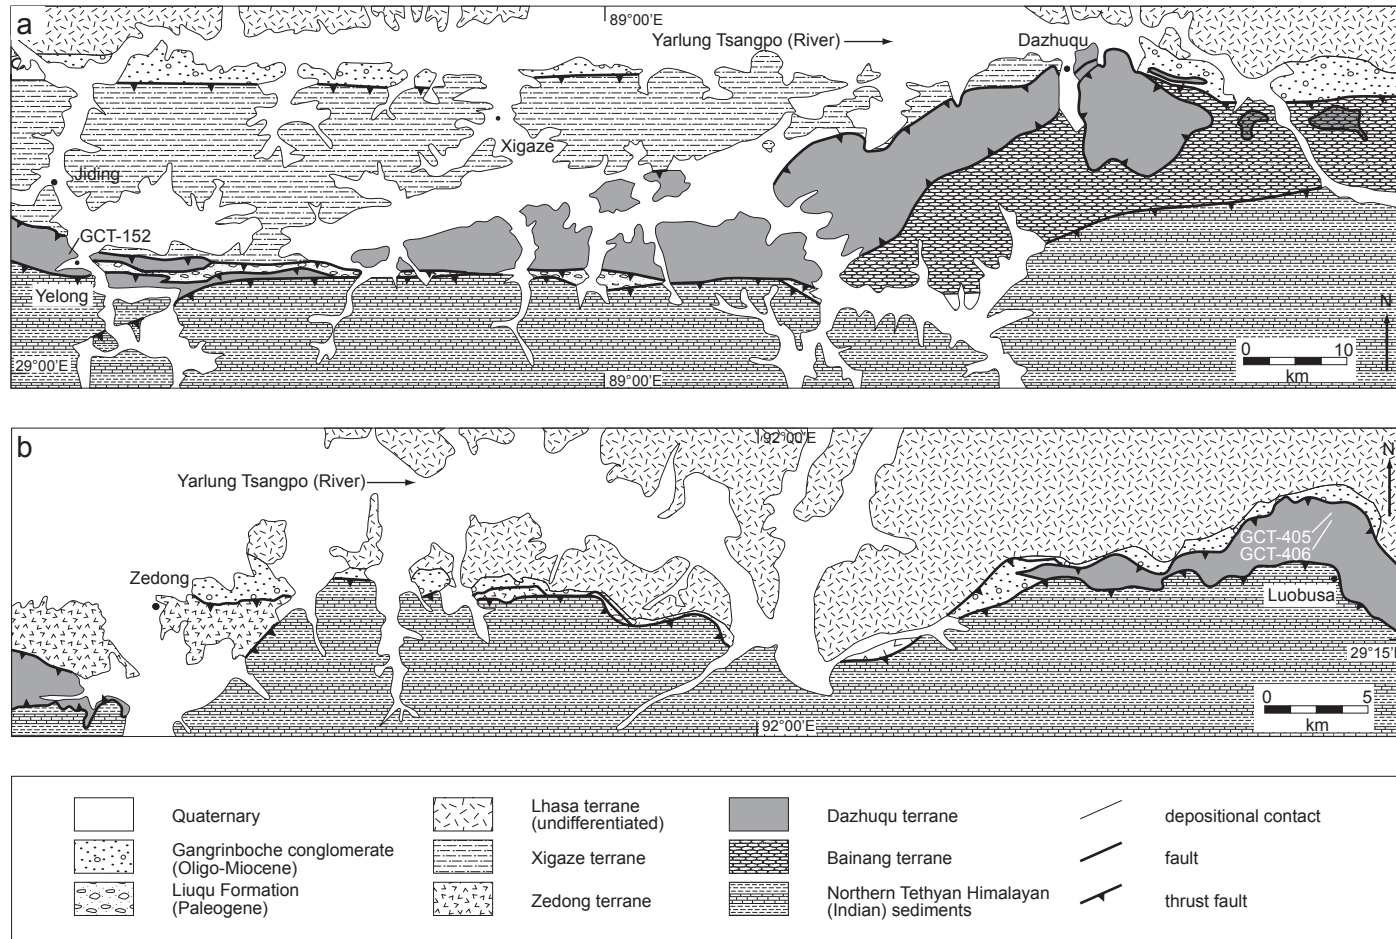 a
89°00'E
Yarlung Tsangpo (River)
Dazhuqu
Xigaze
Jiding
GCT-152
Yelong
N
29°00'E
89°00'E
0 10
km
b
92°00'E
N
Yarlung Tsangpo (River)
GCT-405
GCT-406
Zedong
Luobusa
29°15'E
0 5
km
92°00'E
Quaternary
Gangrinboche conglomerate
(Oligo-Miocene)
Liuqu Formation
(Paleogene)
Lhasa terrane
(undifferentiated)
Xigaze terrane
Zedong terrane
Dazhuqu terrane
Bainang terrane
Northern Tethyan Himalayan
(Indian) sediments
depositional contact
fault
thrust fault